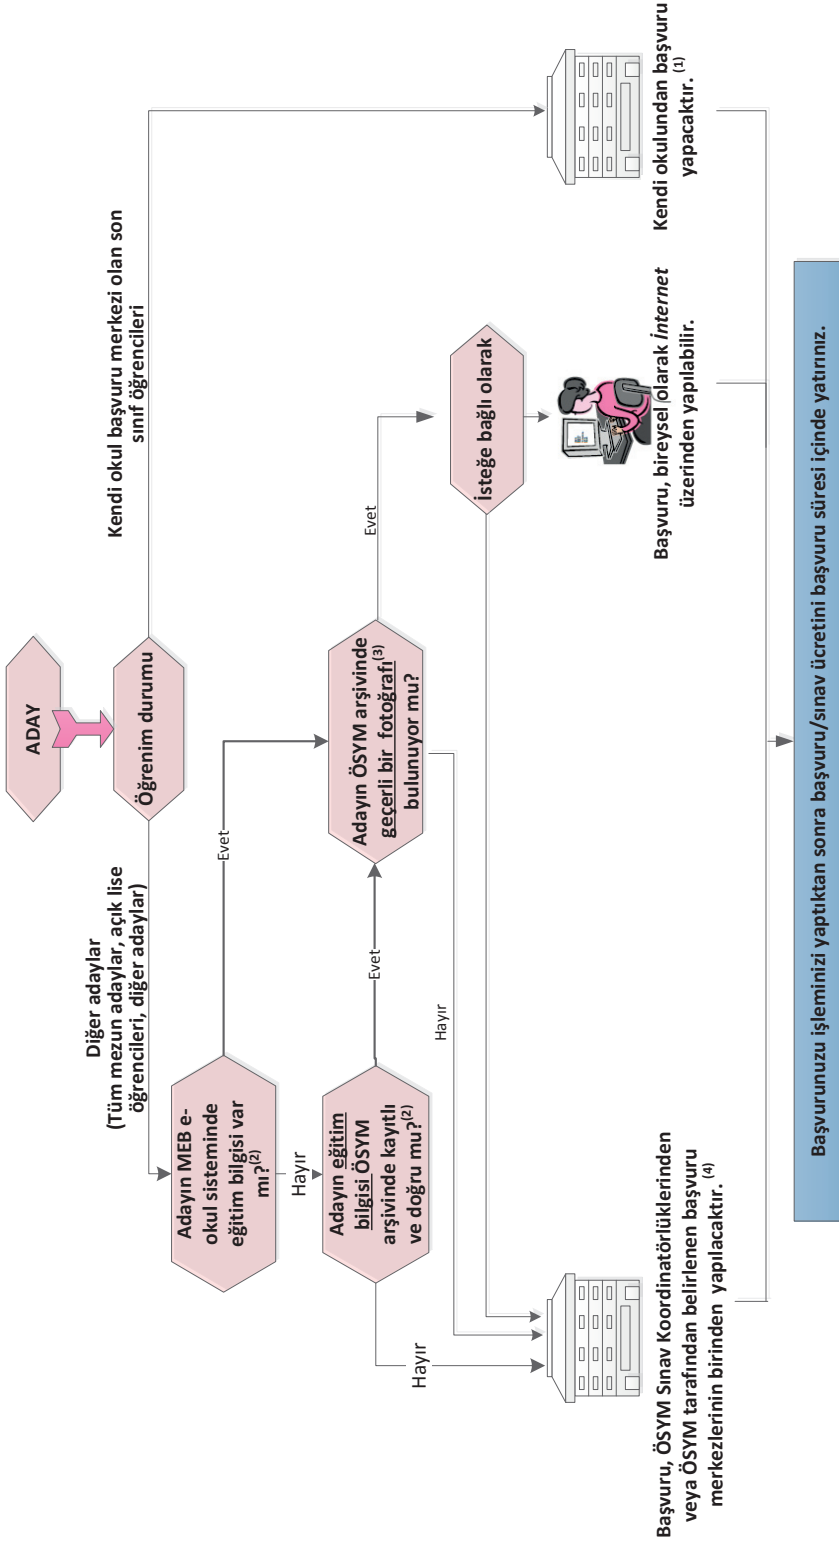 ADAY
Öğrenim durumu
Diğer adaylar
(Tüm mezun adaylar, açık lise
öğrencileri, diğer adaylar)
Kendi okul başvuru merkezi olan son
sınıf öğrencileri
Adayın MEB e-
okul sisteminde
eğitim bilgisi var
mı?(2)
Evet
Hayır
Adayın eğitim
bilgisi ÖSYM
arşivinde kayıtlı
ve doğru mu?(2)
Evet
Hayır
Adayın ÖSYM arşivinde
geçerli bir fotoğrafı(3)
bulunuyor mu?
Evet
Hayır
İsteğe bağlı olarak
Başvuru, ÖSYM Sınav Koordinatörlüklerinden
veya ÖSYM tarafından belirlenen başvuru
merkezlerinin birinden yapılacaktır. (4)
Başvuru, bireysel olarak İnternet
üzerinden yapılabilir.
Kendi okulundan başvuru
yapacaktır. (1)
Başvurunuzu işleminizi yaptıktan sonra başvuru/sınav ücretini başvuru süresi içinde yatırınız.